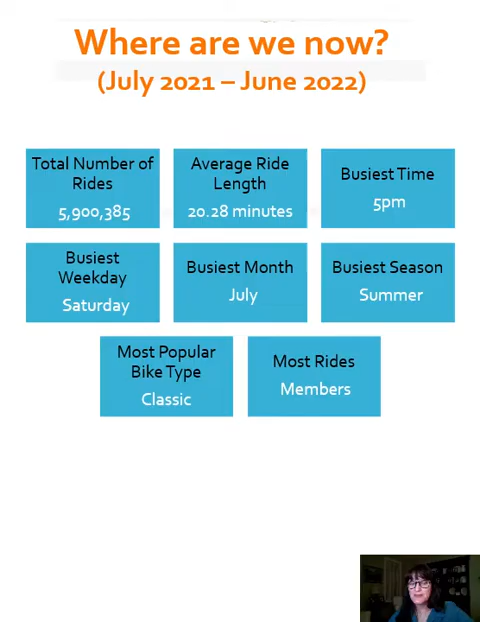 Where are we now?
(July 2021 – June 2022)
Total Number of
Rides
5,900,385
Average Ride
Length
20.28 minutes
Busiest Time
5pm
Busiest
Weekday
Saturday
Busiest Month
July
Busiest Season
Summer
Most Popular
Bike Type
Classic
Most Rides
Members